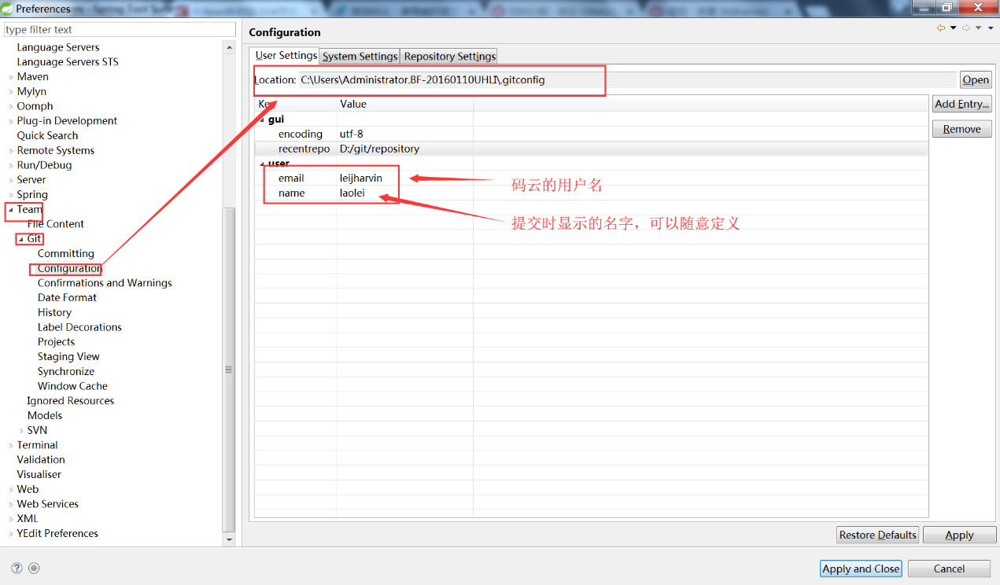 Preferences
type filter text
Language Servers
Language Servers STS
Maven
Mylyn
Oomph
Plug-in Development
Quick Search
Remote Systems
Run/Debug
Server
Spring
Team
File Content
Git
Committing
Configuration
Confirmations and Warnings
Date Format
History
Label Decorations
Projects
Staging View
Synchronize
Window Cache
Ignored Resources
Models
SVN
Terminal
Validation
Visualiser
Web
Web Services
XML
YEdit Preferences
Configuration
User Settings System Settings Repository Settings
Location: C:\Users\Administrator.BF-20160110UHLI\.gitconfig
Open
Key Value
Add Entry...
gui
encoding utf-8
Remove
recentrepo D:/git/repository
user
email leijharvin
码云的用户名
name laolei
提交时显示的名字，可以随意定义
Restore Defaults Apply
Apply and Close Cancel